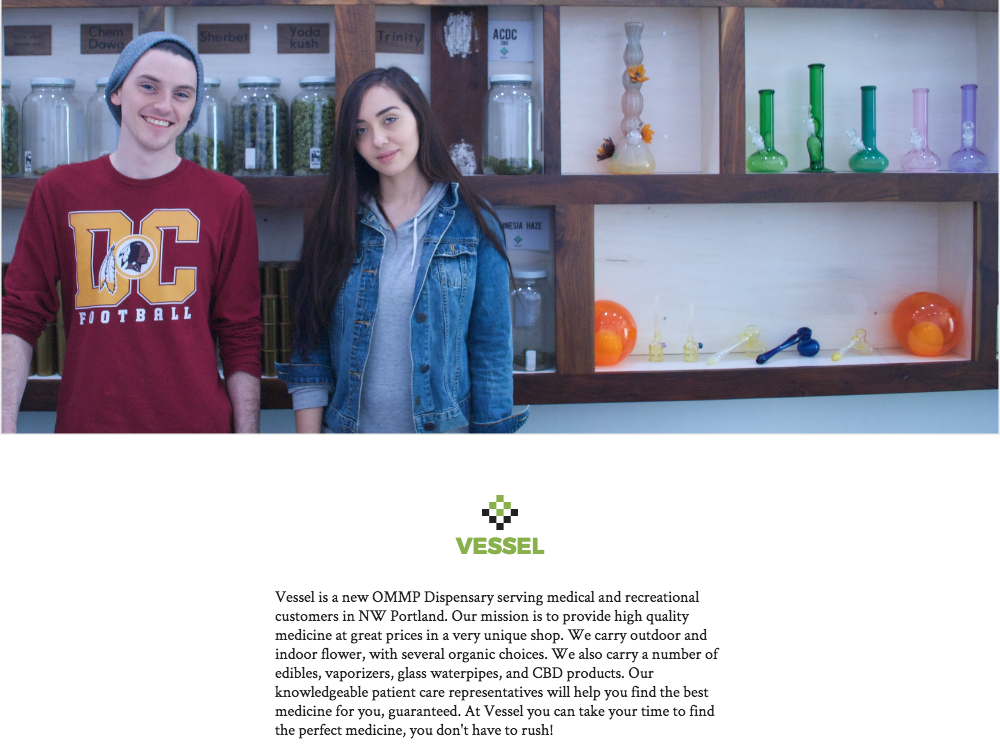 Chem
Dawg
Sherbet
Yoda
kush
Trinity
ACDC
DC
FOOTBALL
NESIA HAZE
VESSEL
Vessel is a new OMMP Dispensary serving medical and recreational
customers in NW Portland. Our mission is to provide high quality
medicine at great prices in a very unique shop. We carry outdoor and
indoor flower, with several organic choices. We also carry a number of
edibles, vaporizers, glass waterpipes, and CBD products. Our
knowledgeable patient care representatives will help you find the best
medicine for you, guaranteed. At Vessel you can take your time to find
the perfect medicine, you don't have to rush!